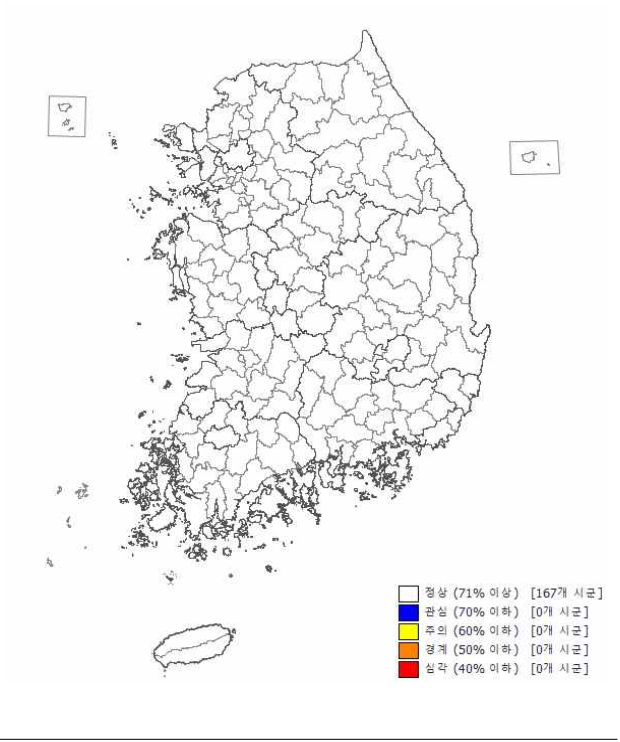 정상 (71% 이상) [167개 시군]
관심 (70% 이하) [0개 시군]
주의 (60% 이하) [0개 시군]
경계 (50% 이하) [0개 시군]
심각 (40% 이하) [0개 시군]